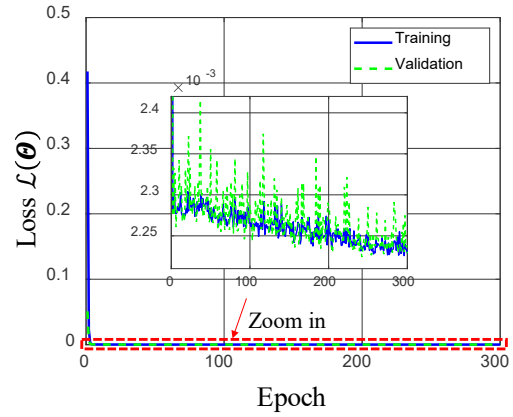 0.5
0.4
0.3
0.2
0.1
0
Loss ℒ(Θ)
Training
Validation
× 10 -3
2.4
2.35
2.3
2.25
0 100 200 300
Zoom in
0 100 200 300
Epoch